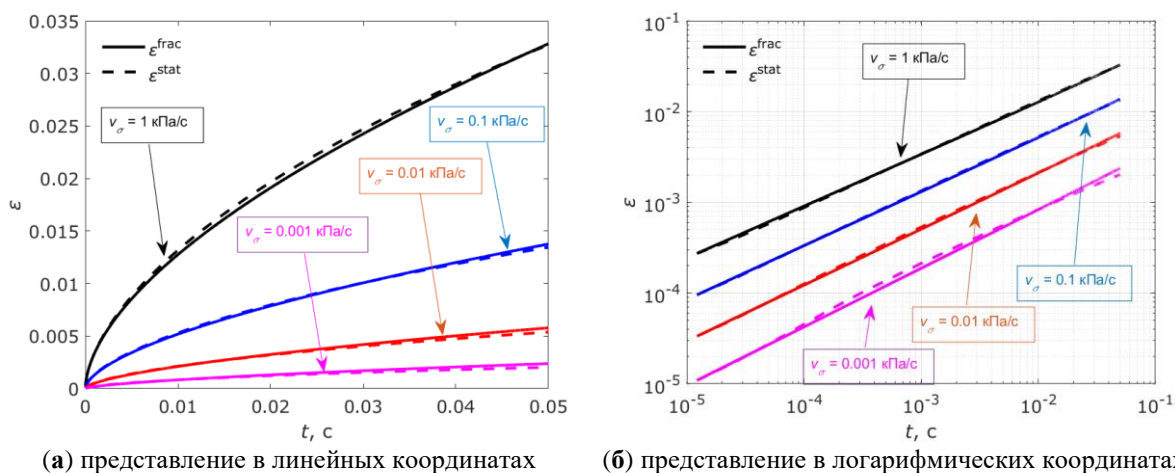 0.035
0.03
0.025
0.02
0.015
0.01
0.005
0
ε
ε^frac
ε^stat
v_σ = 1 кПа/с
v_σ = 0.1 кПа/с
v_σ = 0.01 кПа/с
v_σ = 0.001 кПа/с
0 0.01 0.02 0.03 0.04 0.05
t, с
(а) представление в линейных координатах
10^-1
10^-2
10^-3
10^-4
10^-5
ε
ε^frac
ε^stat
v_σ = 1 кПа/с
v_σ = 0.1 кПа/с
v_σ = 0.01 кПа/с
v_σ = 0.001 кПа/с
10^-5 10^-4 10^-3 10^-2 10^-1
t, с
(б) представление в логарифмических координата